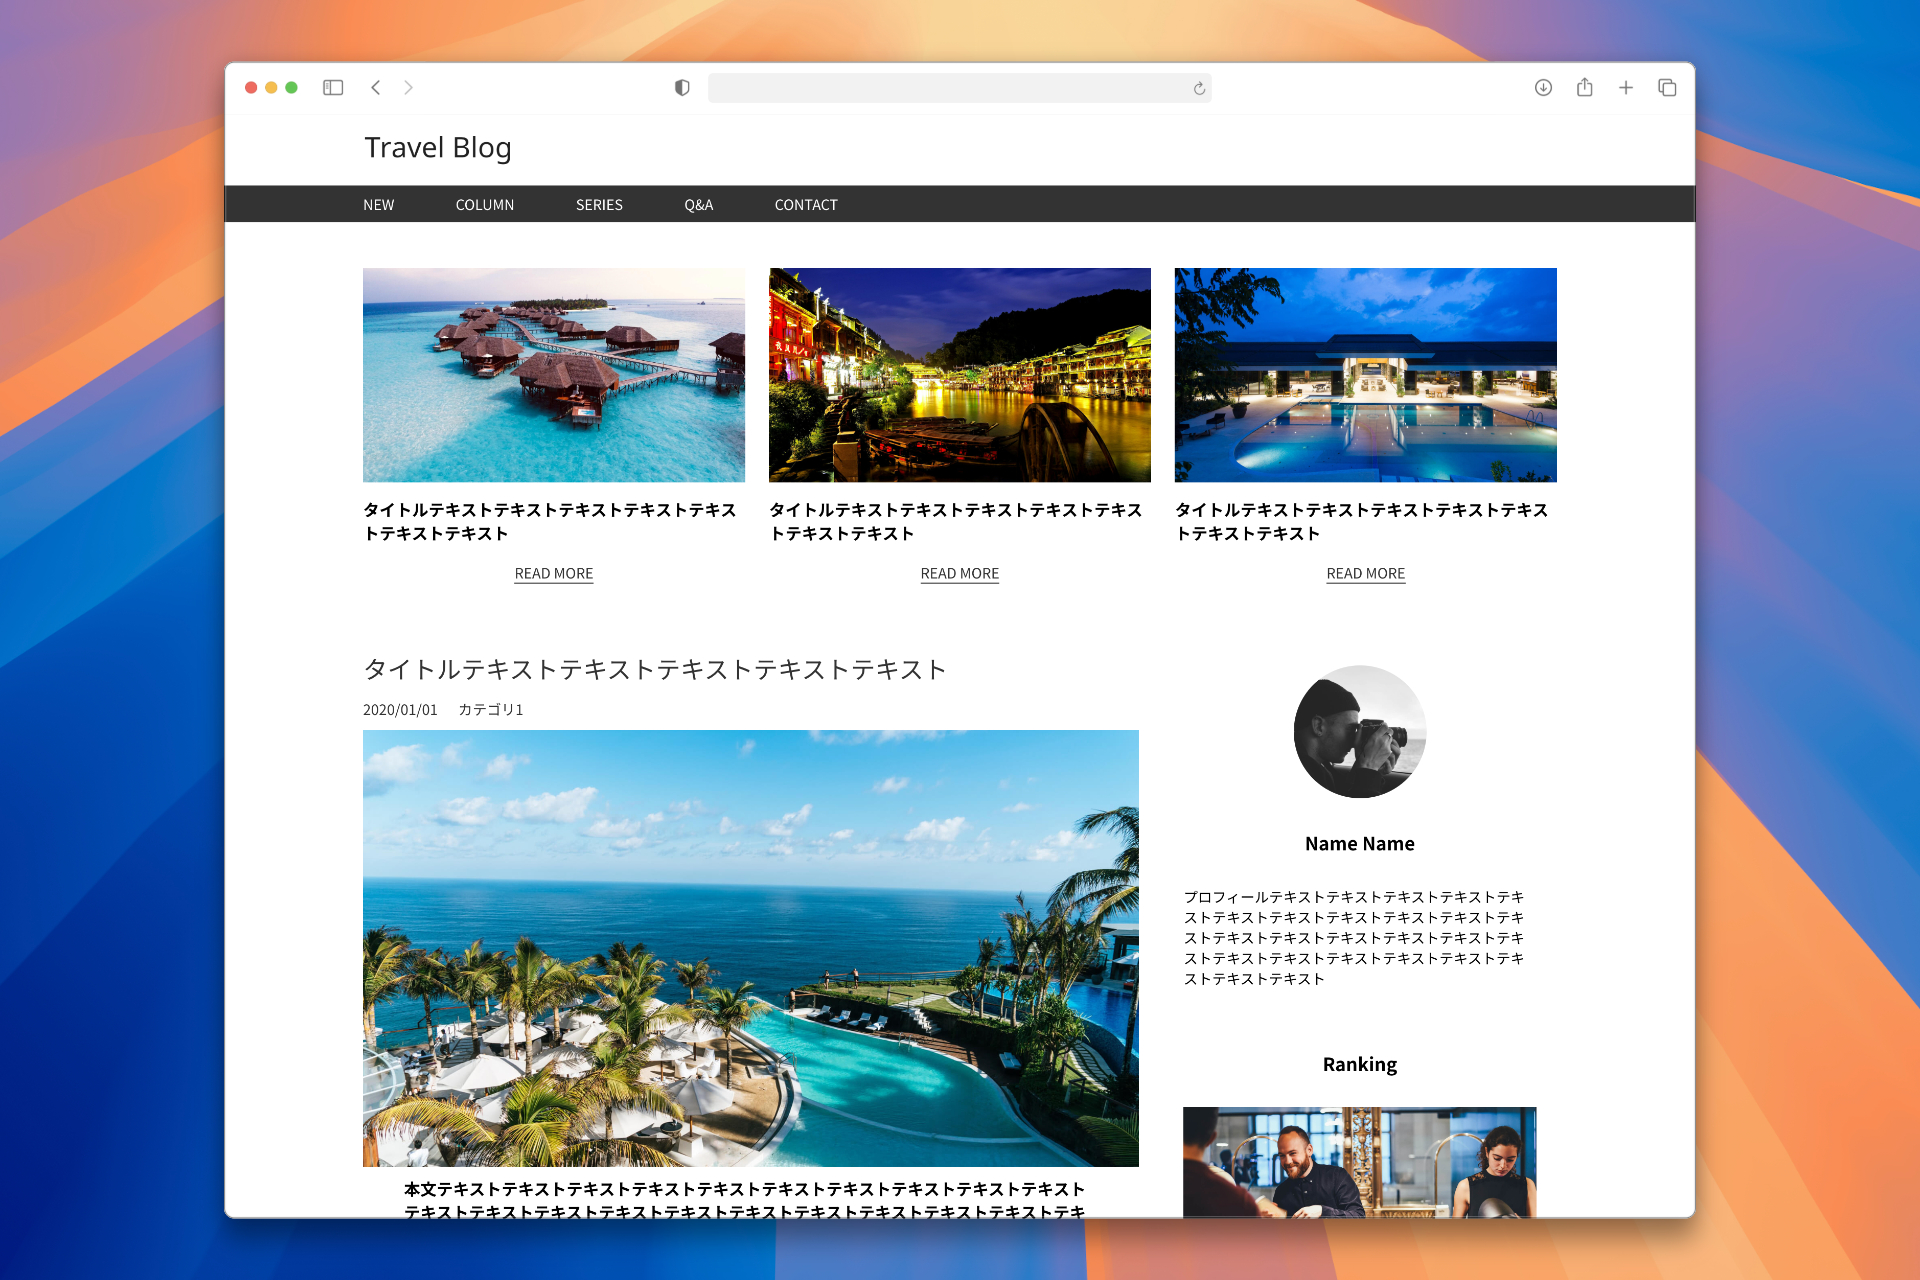 Travel Blog
NEW COLUMN SERIES Q&A CONTACT
タイトルテキストテキストテキストテキストテキス
トテキストテキスト
READ MORE
タイトルテキストテキストテキストテキストテキス
トテキストテキスト
READ MORE
タイトルテキストテキストテキストテキストテキス
トテキストテキスト
READ MORE
タイトルテキストテキストテキストテキストテキスト
2020/01/01 カテゴリ1
本文テキストテキストテキストテキストテキストテキストテキストテキストテキストテキスト
テキストテキストテキストテキストテキストテキストテキストテキストテキストテキストテキ
Name Name
プロフィールテキストテキストテキストテキストテキ
ストテキストテキストテキストテキストテキストテキ
ストテキストテキストテキストテキストテキストテキ
ストテキストテキストテキストテキストテキストテキ
ストテキストテキスト
Ranking